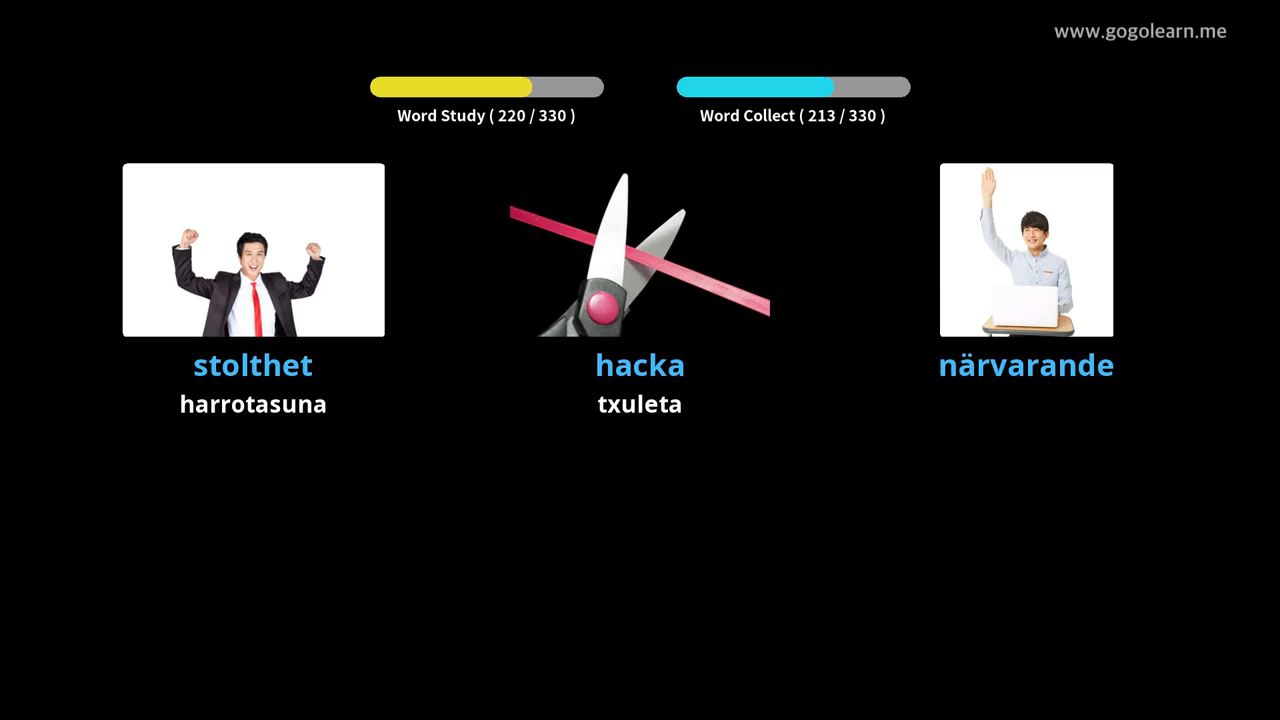 www.gogolearn.me
Word Study ( 220 / 330 )
Word Collect ( 213 / 330 )
stolthet
hacka
närvarande
harrotasuna
txuleta